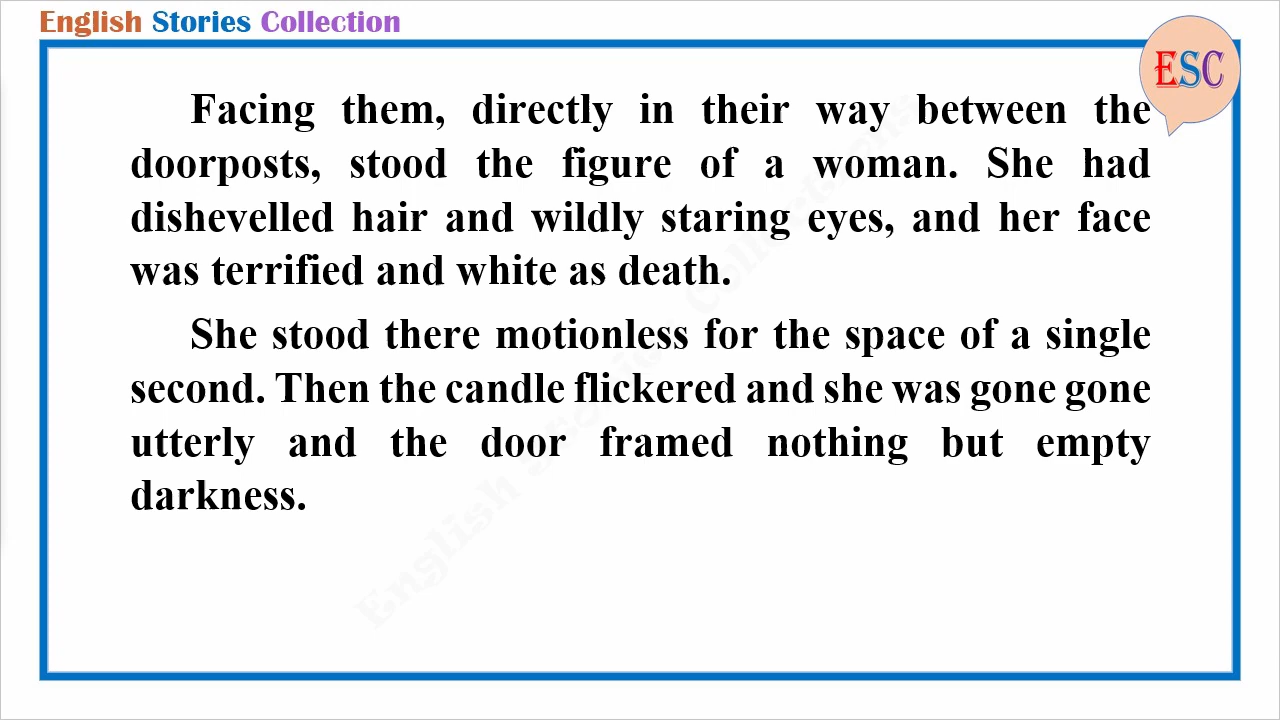 English Stories Collection
ESC
Facing them, directly in their way between the
doorposts, stood the figure of a woman. She had
dishevelled hair and wildly staring eyes, and her face
was terrified and white as death.
She stood there motionless for the space of a single
second. Then the candle flickered and she was gone gone
utterly and the door framed nothing but empty
darkness.
English Stories Collections